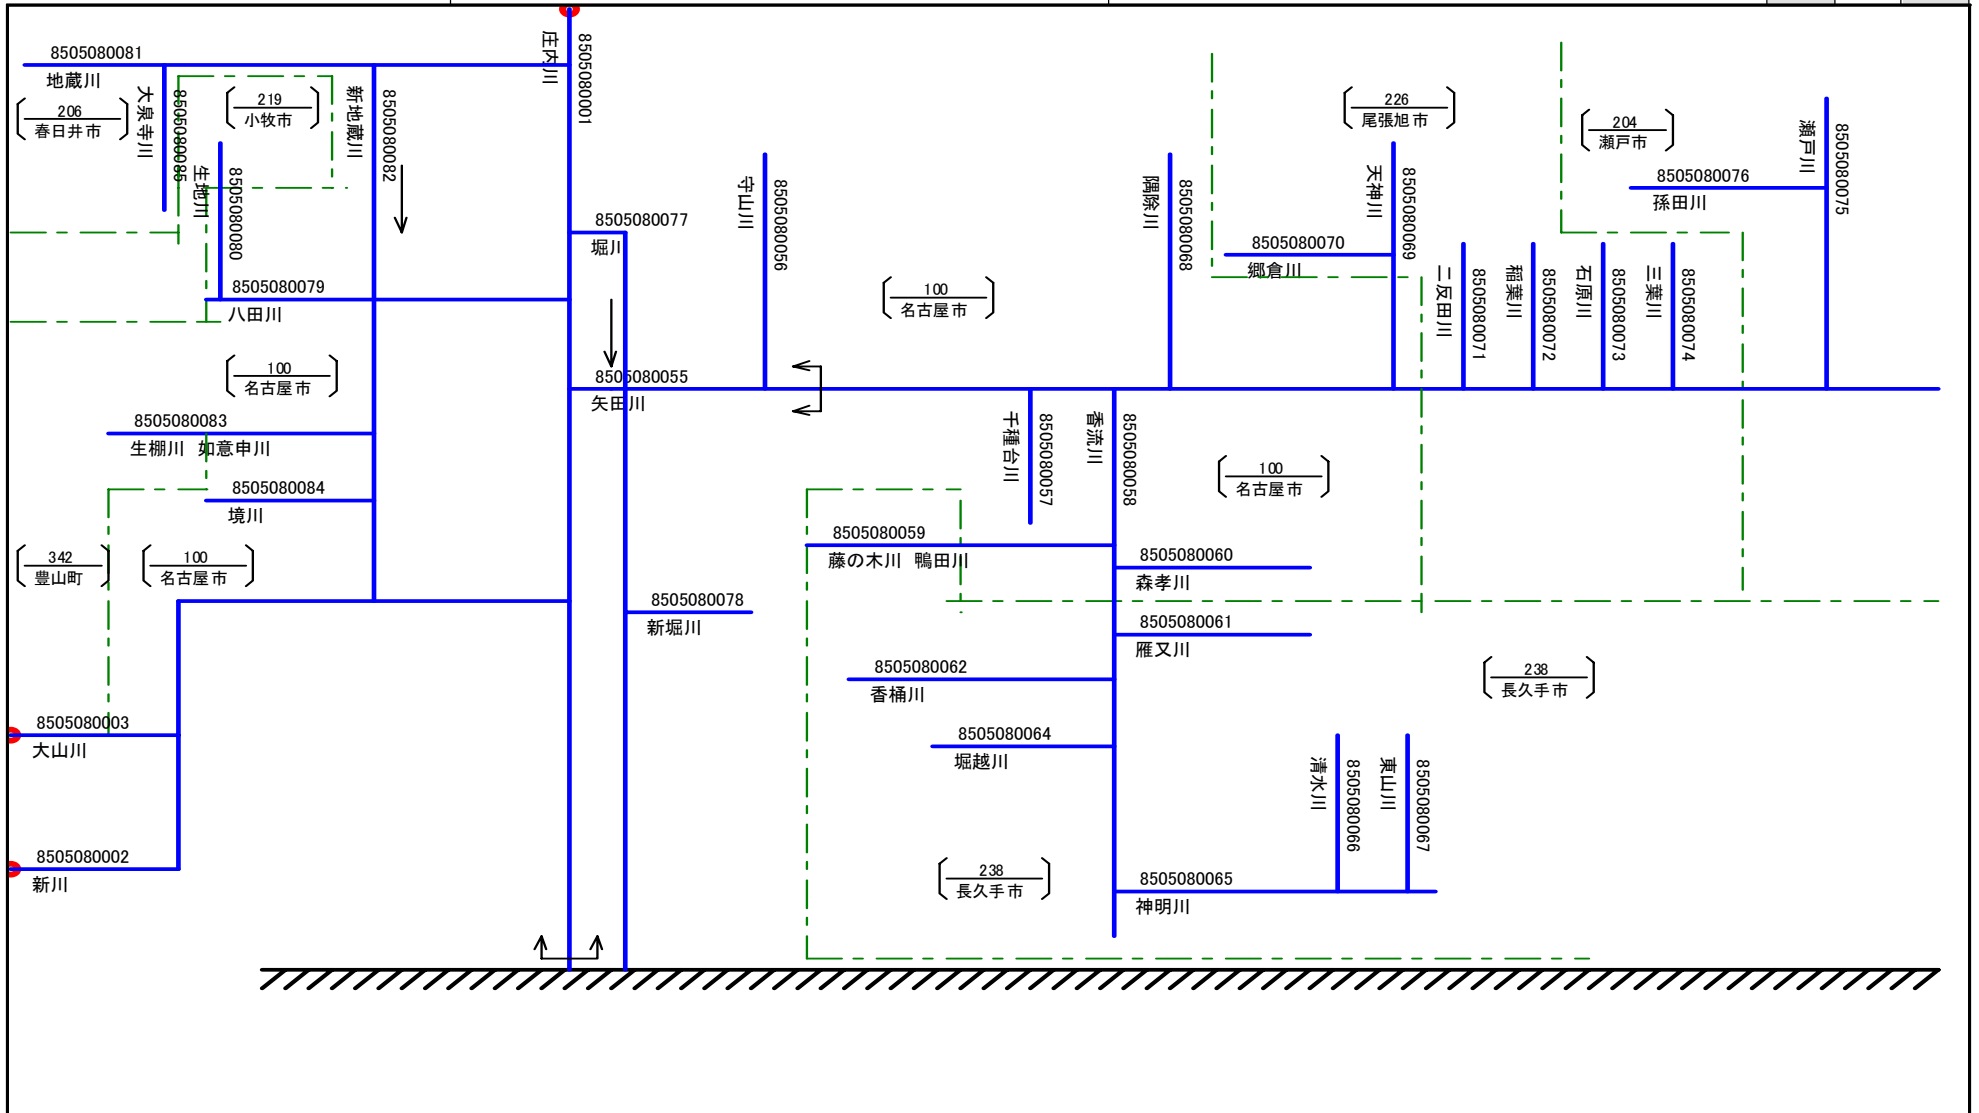 8505080081
地蔵川
206
春日井市
大泉寺川
8505080085
219
小牧市
新地蔵川
8505080082
庄内川
8505080001
生地川
8505080080
8505080079
八田川
8505080077
堀川
守山川
8505080056
100
名古屋市
隅除川
8505080068
226
尾張旭市
天神川
8505080069
8505080070
郷倉川
204
瀬戸市
瀬戸川
8505080075
8505080076
孫田川
二反田川
8505080071
稲葉川
8505080072
石原川
8505080073
三葉川
8505080074
100
名古屋市
8505080055
矢田川
8505080083
生棚川 如意申川
8505080084
境川
千種台川
8505080057
香流川
8505080058
100
名古屋市
342
豊山町
100
名古屋市
8505080059
藤の木川 鴨田川
8505080060
森孝川
8505080078
新堀川
8505080061
雁又川
8505080062
香桶川
238
長久手市
8505080003
大山川
8505080064
堀越川
清水川
8505080066
東山川
8505080067
8505080002
新川
238
長久手市
8505080065
神明川